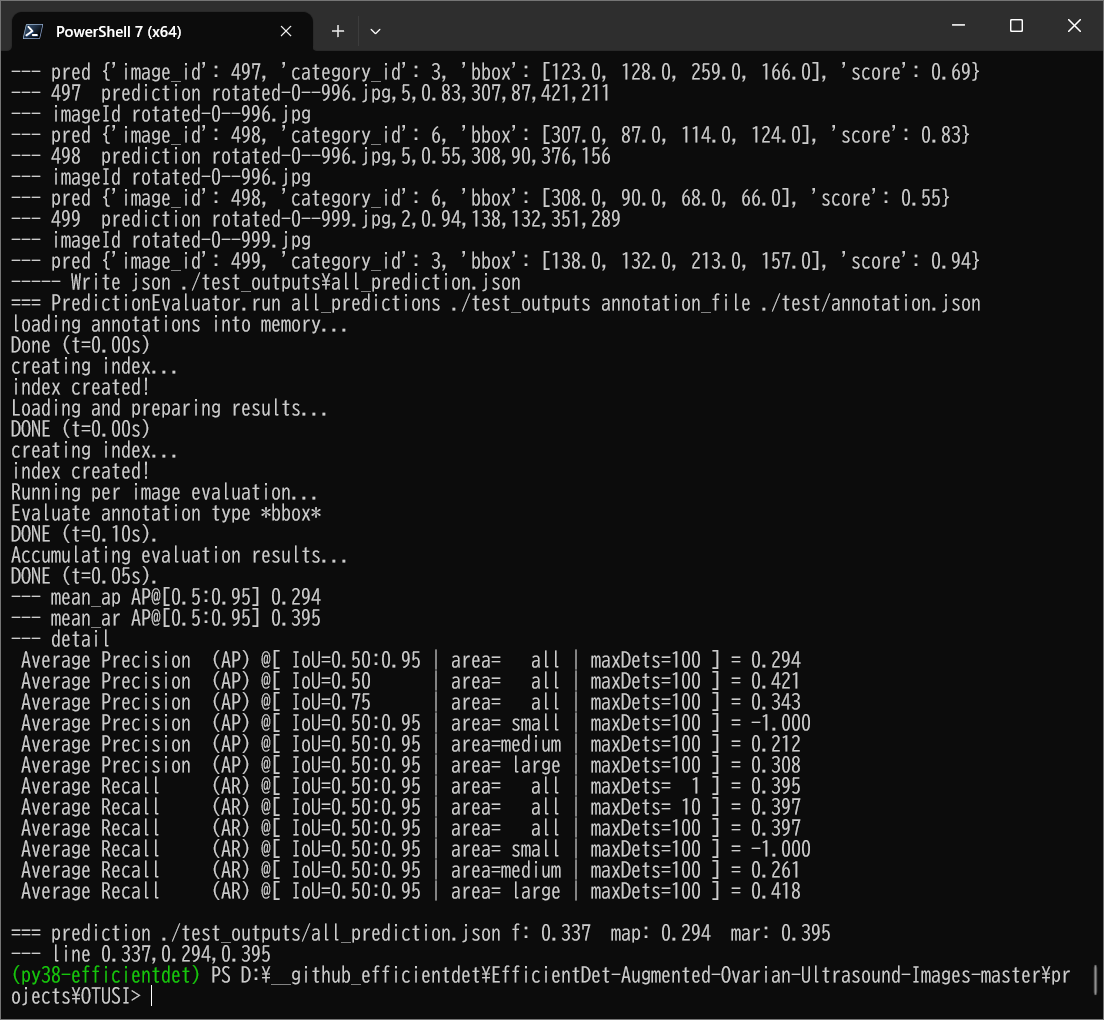 PowerShell 7 (x64)
--- pred {'image_id': 497, 'category_id': 3, 'bbox': [123.0, 128.0, 259.0, 166.0], 'score': 0.69}
--- 497  prediction rotated-0--996.jpg,5,0.83,307,87,421,211
--- imageId rotated-0--996.jpg
--- pred {'image_id': 498, 'category_id': 6, 'bbox': [307.0, 87.0, 114.0, 124.0], 'score': 0.83}
--- 498  prediction rotated-0--996.jpg,5,0.55,308,90,376,156
--- imageId rotated-0--996.jpg
--- pred {'image_id': 498, 'category_id': 6, 'bbox': [308.0, 90.0, 68.0, 66.0], 'score': 0.55}
--- 499  prediction rotated-0--999.jpg,2,0.94,138,132,351,289
--- imageId rotated-0--999.jpg
--- pred {'image_id': 499, 'category_id': 3, 'bbox': [138.0, 132.0, 213.0, 157.0], 'score': 0.94}
----- Write json ./test_outputs¥all_prediction.json
=== PredictionEvaluator.run all_predictions ./test_outputs annotation_file ./test/annotation.json
loading annotations into memory...
Done (t=0.00s)
creating index...
index created!
Loading and preparing results...
DONE (t=0.00s)
creating index...
index created!
Running per image evaluation...
Evaluate annotation type *bbox*
DONE (t=0.10s).
Accumulating evaluation results...
DONE (t=0.05s).
--- mean_ap AP@[0.5:0.95] 0.294
--- mean_ar AP@[0.5:0.95] 0.395
--- detail
 Average Precision  (AP) @[ IoU=0.50:0.95 | area=   all | maxDets=100 ] = 0.294
 Average Precision  (AP) @[ IoU=0.50      | area=   all | maxDets=100 ] = 0.421
 Average Precision  (AP) @[ IoU=0.75      | area=   all | maxDets=100 ] = 0.343
 Average Precision  (AP) @[ IoU=0.50:0.95 | area= small | maxDets=100 ] = -1.000
 Average Precision  (AP) @[ IoU=0.50:0.95 | area=medium | maxDets=100 ] = 0.212
 Average Precision  (AP) @[ IoU=0.50:0.95 | area= large | maxDets=100 ] = 0.308
 Average Recall     (AR) @[ IoU=0.50:0.95 | area=   all | maxDets=  1 ] = 0.395
 Average Recall     (AR) @[ IoU=0.50:0.95 | area=   all | maxDets= 10 ] = 0.397
 Average Recall     (AR) @[ IoU=0.50:0.95 | area=   all | maxDets=100 ] = 0.397
 Average Recall     (AR) @[ IoU=0.50:0.95 | area= small | maxDets=100 ] = -1.000
 Average Recall     (AR) @[ IoU=0.50:0.95 | area=medium | maxDets=100 ] = 0.261
 Average Recall     (AR) @[ IoU=0.50:0.95 | area= large | maxDets=100 ] = 0.418
=== prediction ./test_outputs/all_prediction.json f: 0.337  map: 0.294  mar: 0.395
--- line 0.337,0.294,0.395
(py38-efficientdet) PS D:¥__github_efficientdet¥EfficientDet-Augmented-Ovarian-Ultrasound-Images-master¥pr
ojects¥OTUSI>